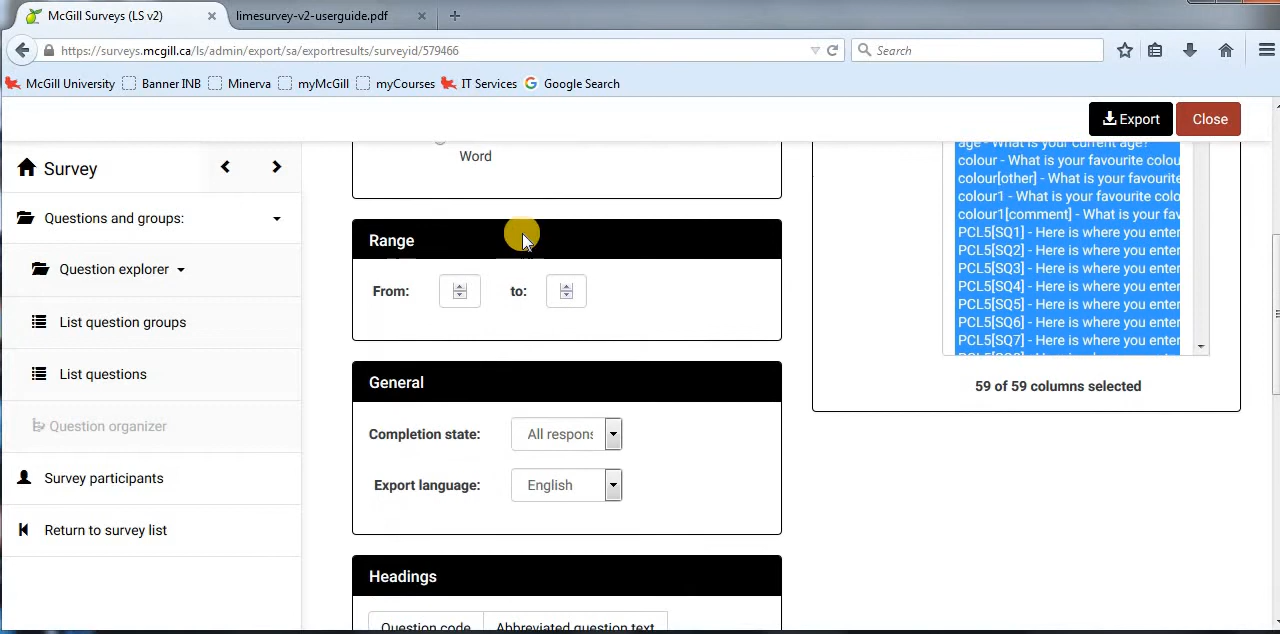 McGill Surveys (LS v2)
limesurvey-v2-userguide.pdf
https://surveys.mcgill.ca/ls/admin/export/sa/exportresults/surveyid/579466
Search
McGill University
Banner INB
Minerva
myMcGill
myCourses
IT Services
Google Search
Export
Close
Survey
Questions and groups:
Question explorer
List question groups
List questions
Question organizer
Survey participants
Return to survey list
Word
Range
From:
to:
General
Completion state:
All respons
Export language:
English
Headings
Question code
Abbreviated question text
age - What is your current age?
colour - What is your favourite colou
colour[other] - What is your favourite
colour1 - What is your favourite colo
colour1[comment] - What is your fav
PCL5[SQ1] - Here is where you enter
PCL5[SQ2] - Here is where you enter
PCL5[SQ3] - Here is where you enter
PCL5[SQ4] - Here is where you enter
PCL5[SQ5] - Here is where you enter
PCL5[SQ6] - Here is where you enter
PCL5[SQ7] - Here is where you enter
59 of 59 columns selected